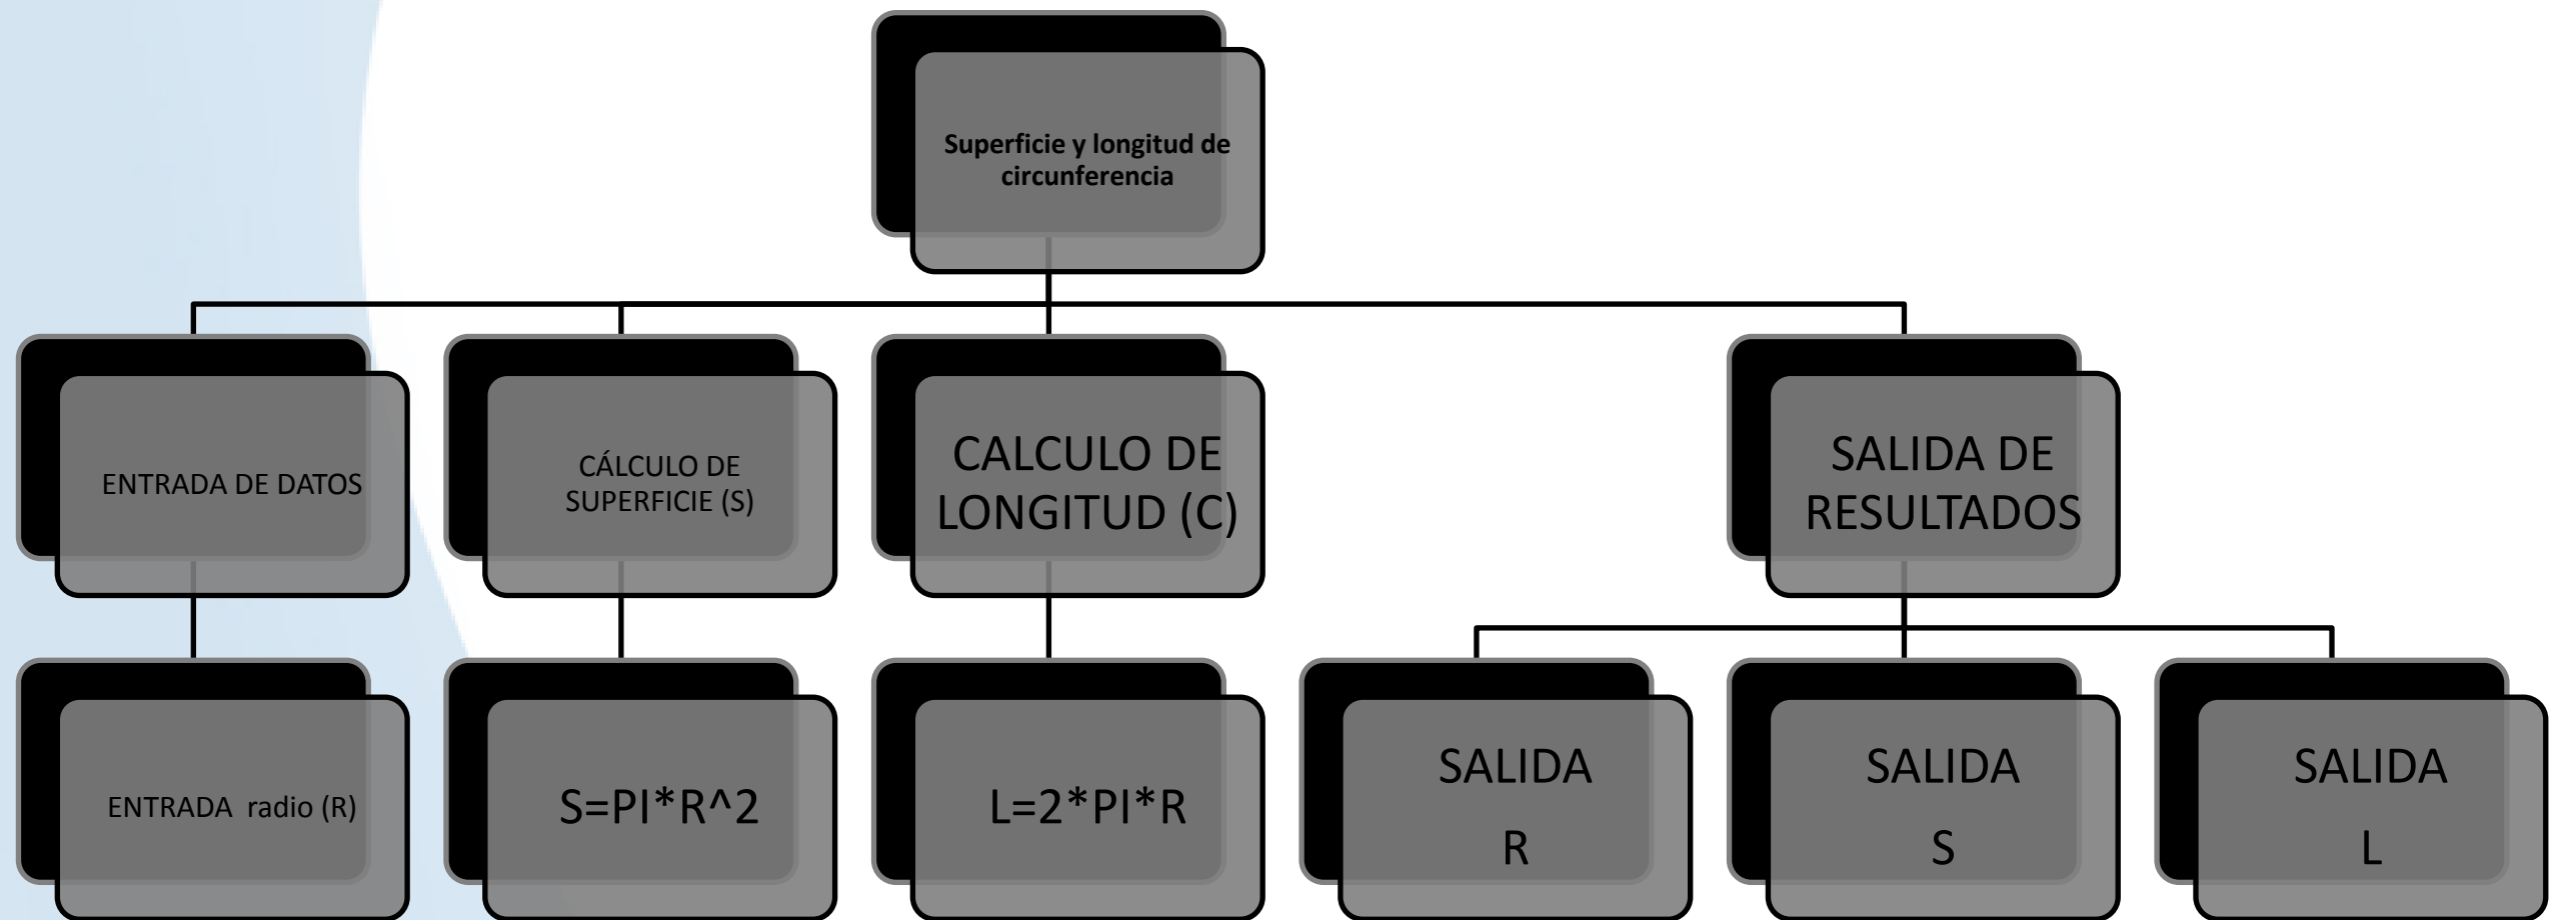 Superficie y longitud de
circunferencia
ENTRADA DE DATOS
CÁLCULO DE
SUPERFICIE (S)
CALCULO DE
LONGITUD (C)
SALIDA DE
RESULTADOS
ENTRADA  radio (R)
S=PI*R^2
L=2*PI*R
SALIDA
R
SALIDA
S
SALIDA
L